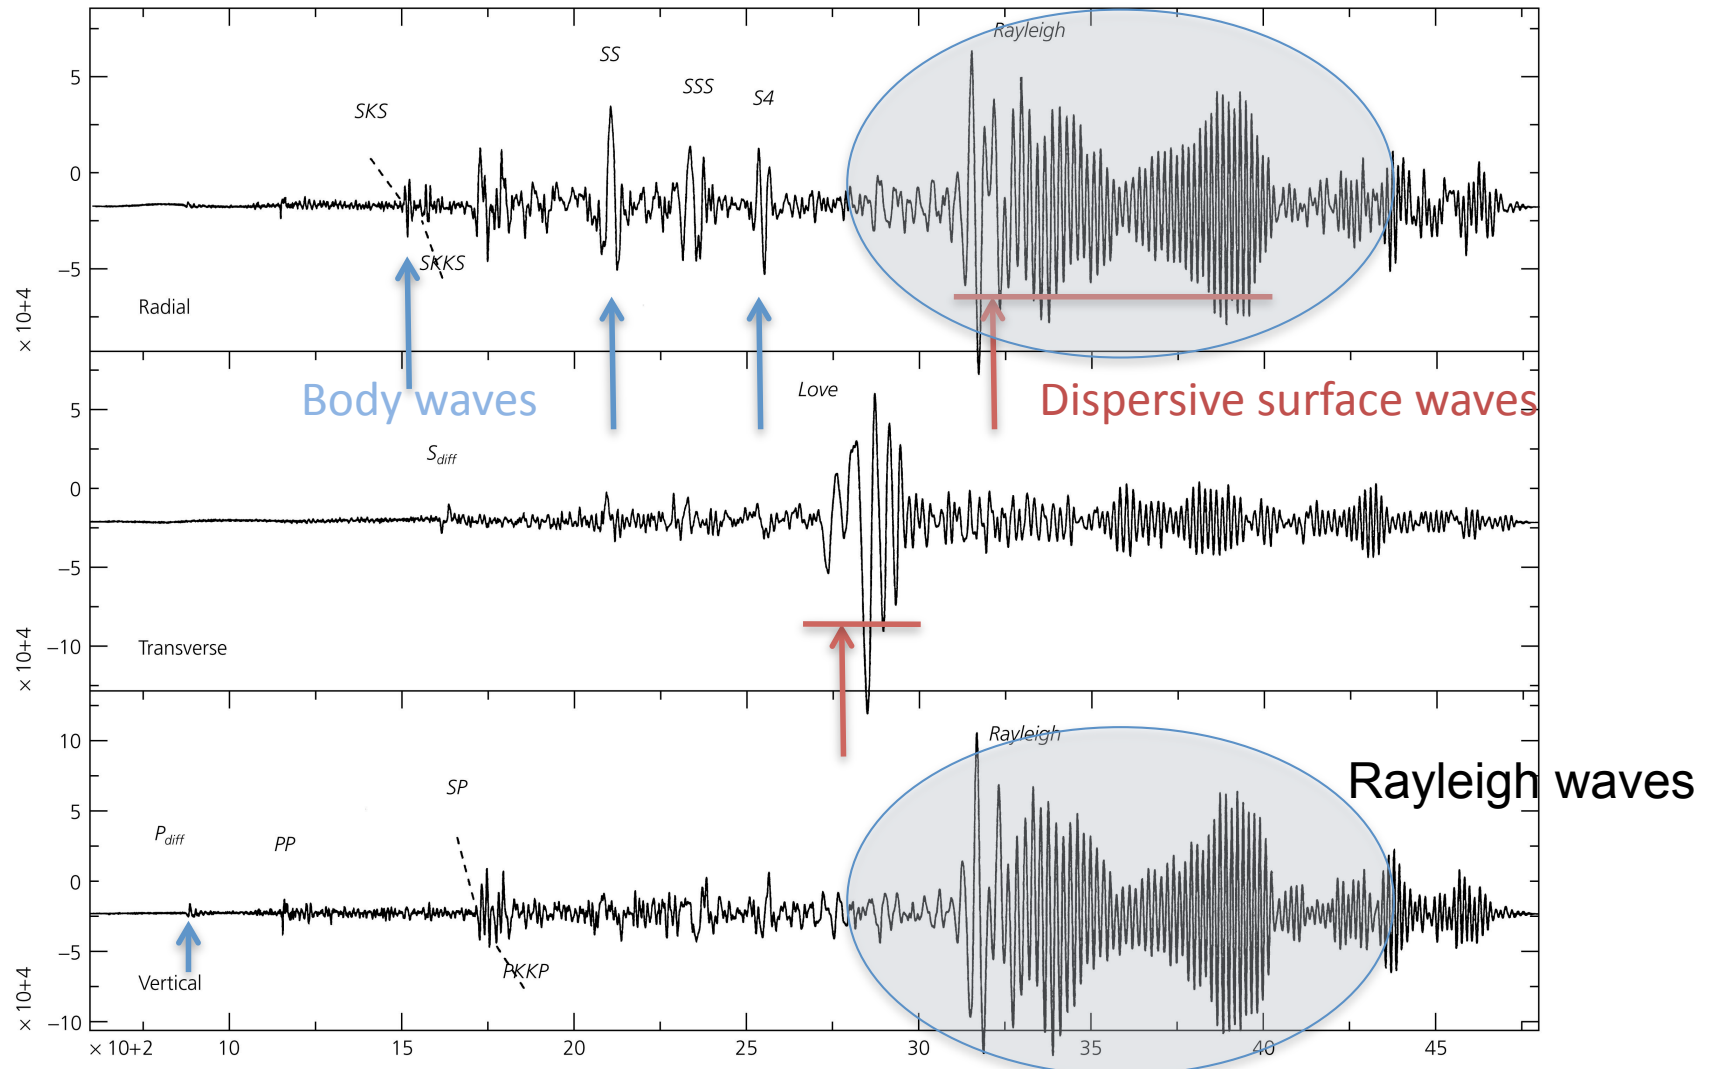 Rayleigh
SS
SSS
S4
SKS
5
0
SKKS
−5
Radial
× 10+4
Body waves
Dispersive surface waves
Love
5
S_diff
0
−5
−10
Transverse
× 10+4
Rayleigh
10
Rayleigh waves
SP
5
P_diff
PP
0
−5
PKKP
Vertical
−10
× 10+4
× 10+2 10 15 20 25 30 35 40 45